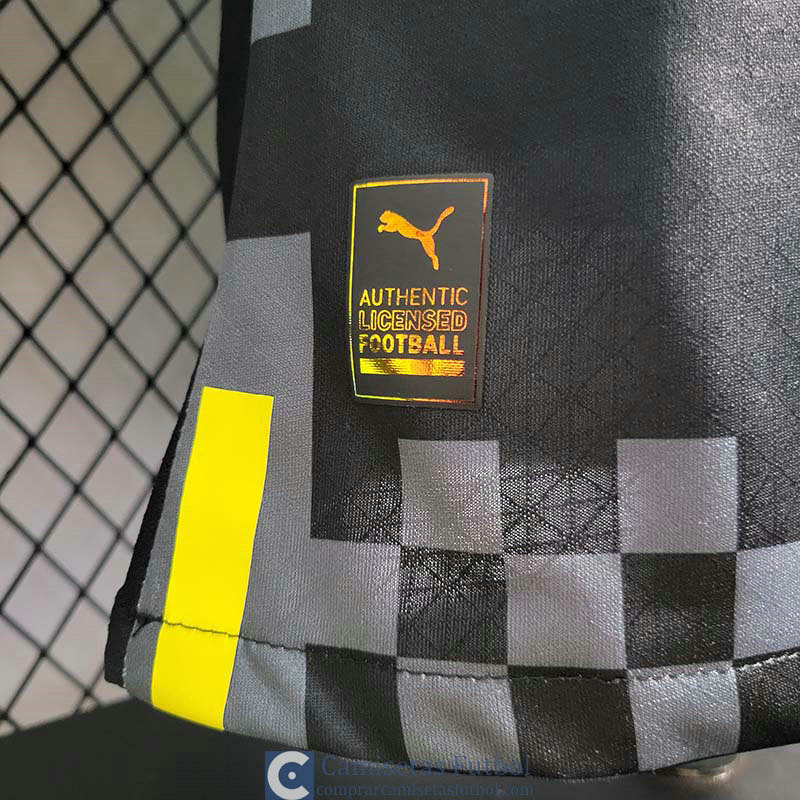 AUTHENTIC
LICENSED
FOOTBALL
Camisetas Futbol
comprarcamisetasfutbol.com